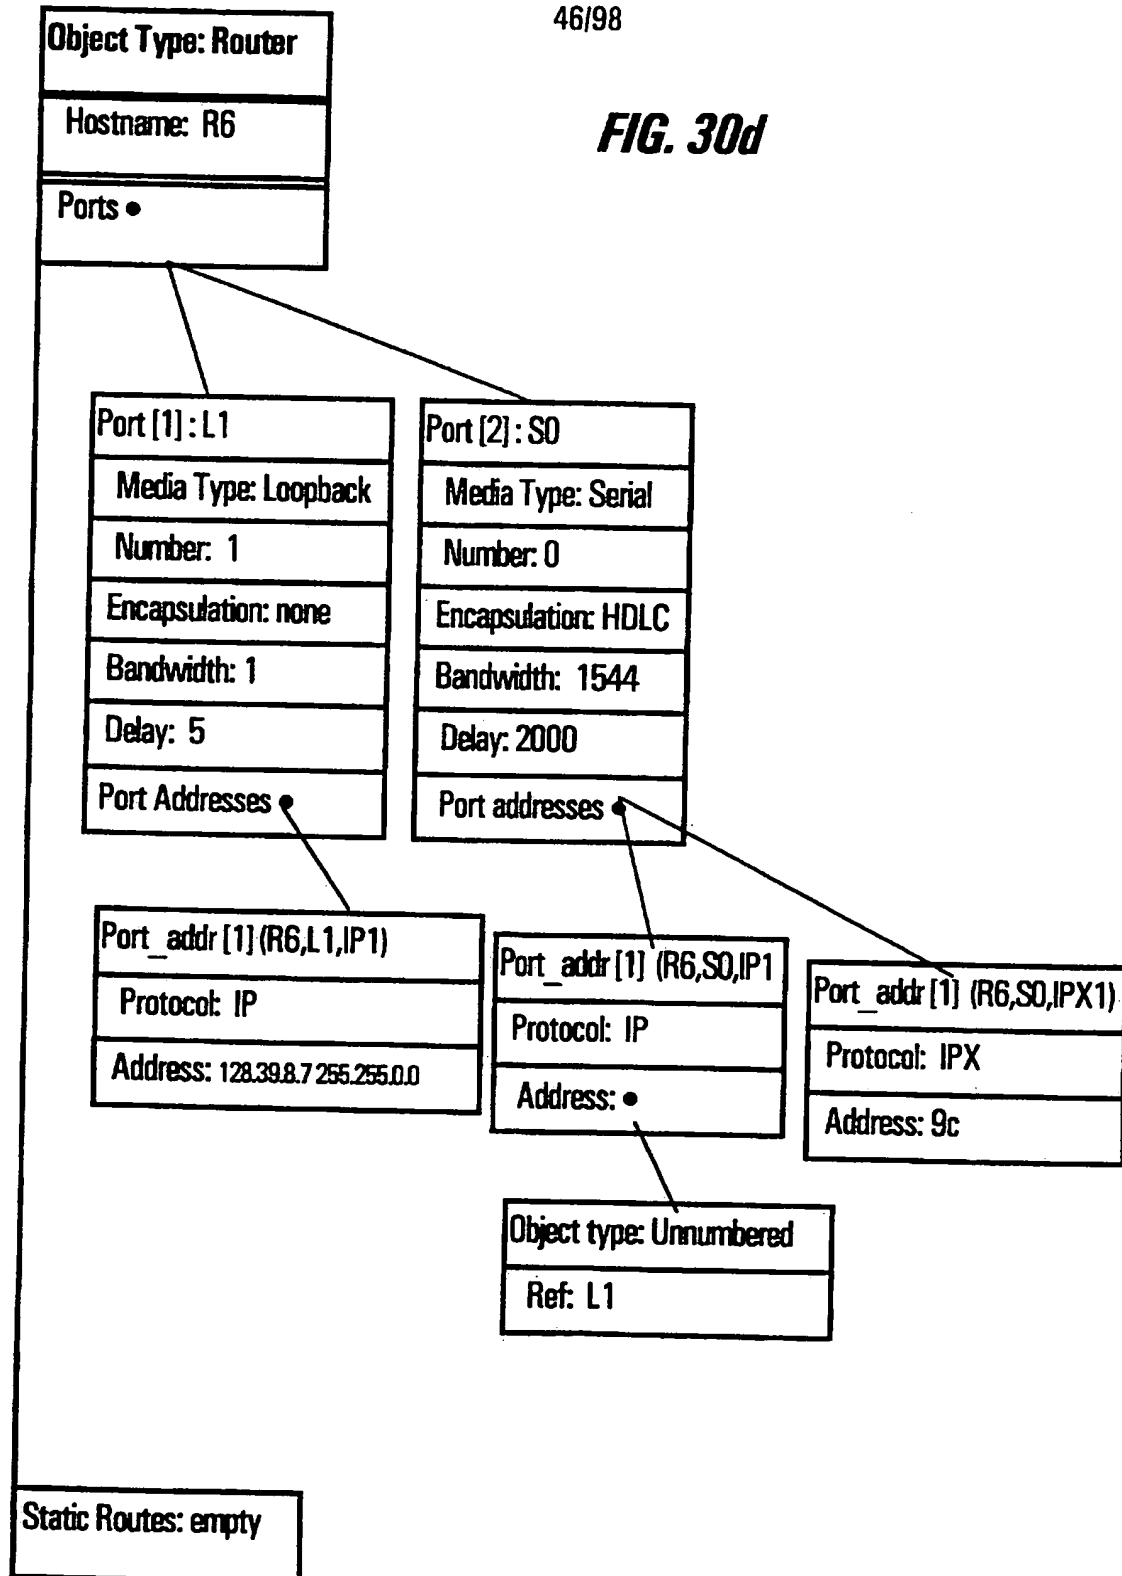 46/98
Object Type: Router
FIG. 30d
Hostname: R6
Ports
Port [1] : L1
Media Type: Loopback
Number: 1
Encapsulation: none
Bandwidth: 1
Delay: 5
Port Addresses
Port [2] : S0
Media Type: Serial
Number: 0
Encapsulation: HDLC
Bandwidth: 1544
Delay: 2000
Port addresses
Port_addr [1] (R6,L1,IP1)
Protocol: IP
Address: 128.39.8.7 255.255.0.0
Port_addr [1] (R6,S0,IP1
Protocol: IP
Address:
Port_addr [1] (R6,S0,IPX1)
Protocol: IPX
Address: 9c
Object type: Unnumbered
Ref: L1
Static Routes: empty